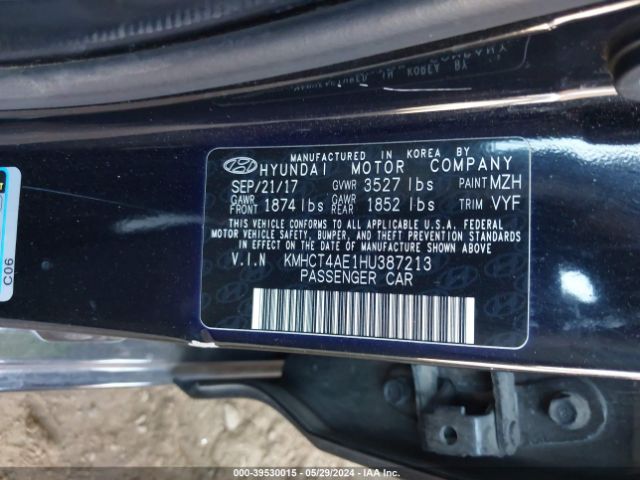 MANUFACTURED IN KOREA BY
HYUNDAI MOTOR COMPANY
SEP/21/17 GVWR 3527 lbs PAINT MZH
GAWR FRONT 1874 lbs GAWR REAR 1852 lbs TRIM VYF
THIS VEHICLE CONFORMS TO ALL APPLICABLE U.S.A. FEDERAL
MOTOR VEHICLE SAFETY, BUMPER, AND THEFT PREVENTION STANDARDS
IN EFFECT ON THE DATE OF MANUFACTURE SHOWN ABOVE
V.I.N KMHCT4AE1HU387213
PASSENGER CAR
C06
000-39530015 - 05/29/2024 - IAA Inc.